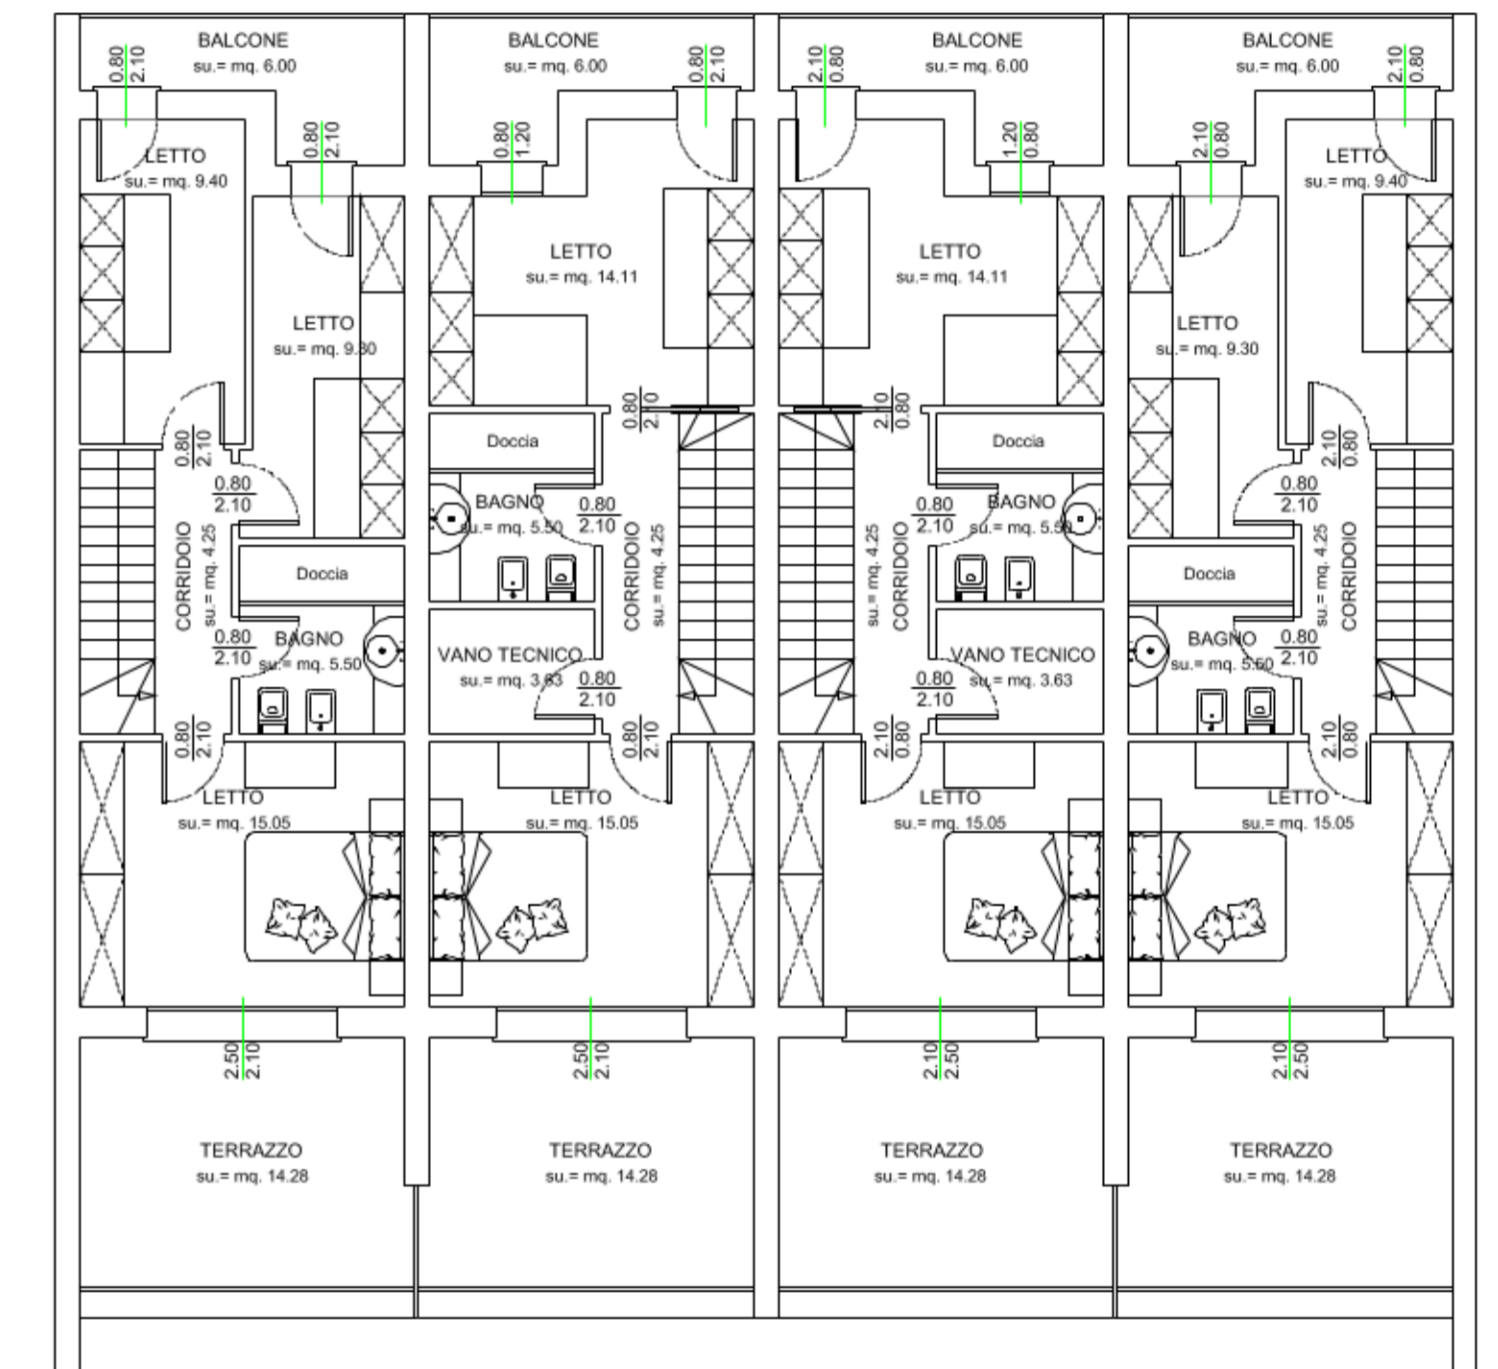 BALCONE
su.= mq. 6.00
BALCONE
su.= mq. 6.00
BALCONE
su.= mq. 6.00
BALCONE
su.= mq. 6.00
0.80
2.10
0.80
2.10
2.10
0.80
2.10
0.80
0.80
2.10
0.80
1.20
1.20
0.80
2.10
0.80
LETTO
su.= mq. 9.40
LETTO
su.= mq. 9.40
LETTO
su.= mq. 14.11
LETTO
su.= mq. 14.11
LETTO
su.= mq. 9.30
LETTO
su.= mq. 9.30
0.80
2.10
2.10
0.80
0.80
2.10
Doccia
Doccia
2.10
0.80
0.80
2.10
BAGNO
su.= mq. 5.50
0.80
2.10
0.80
2.10
BAGNO
su.= mq. 5.50
0.80
2.10
CORRIDOIO
su.= mq. 4.25
CORRIDOIO
su.= mq. 4.25
su.= mq. 4.25
CORRIDOIO
su.= mq. 4.25
CORRIDOIO
Doccia
Doccia
0.80
2.10
BAGNO
su.= mq. 5.50
VANO TECNICO
su.= mq. 3.63
0.80
2.10
0.80
2.10
VANO TECNICO
su.= mq. 3.63
BAGNO
su.= mq. 5.50
0.80
2.10
0.80
2.10
0.80
2.10
2.10
0.80
2.10
0.80
LETTO
su.= mq. 15.05
LETTO
su.= mq. 15.05
LETTO
su.= mq. 15.05
LETTO
su.= mq. 15.05
2.50
2.10
2.50
2.10
2.10
2.50
2.10
2.50
TERRAZZO
su.= mq. 14.28
TERRAZZO
su.= mq. 14.28
TERRAZZO
su.= mq. 14.28
TERRAZZO
su.= mq. 14.28